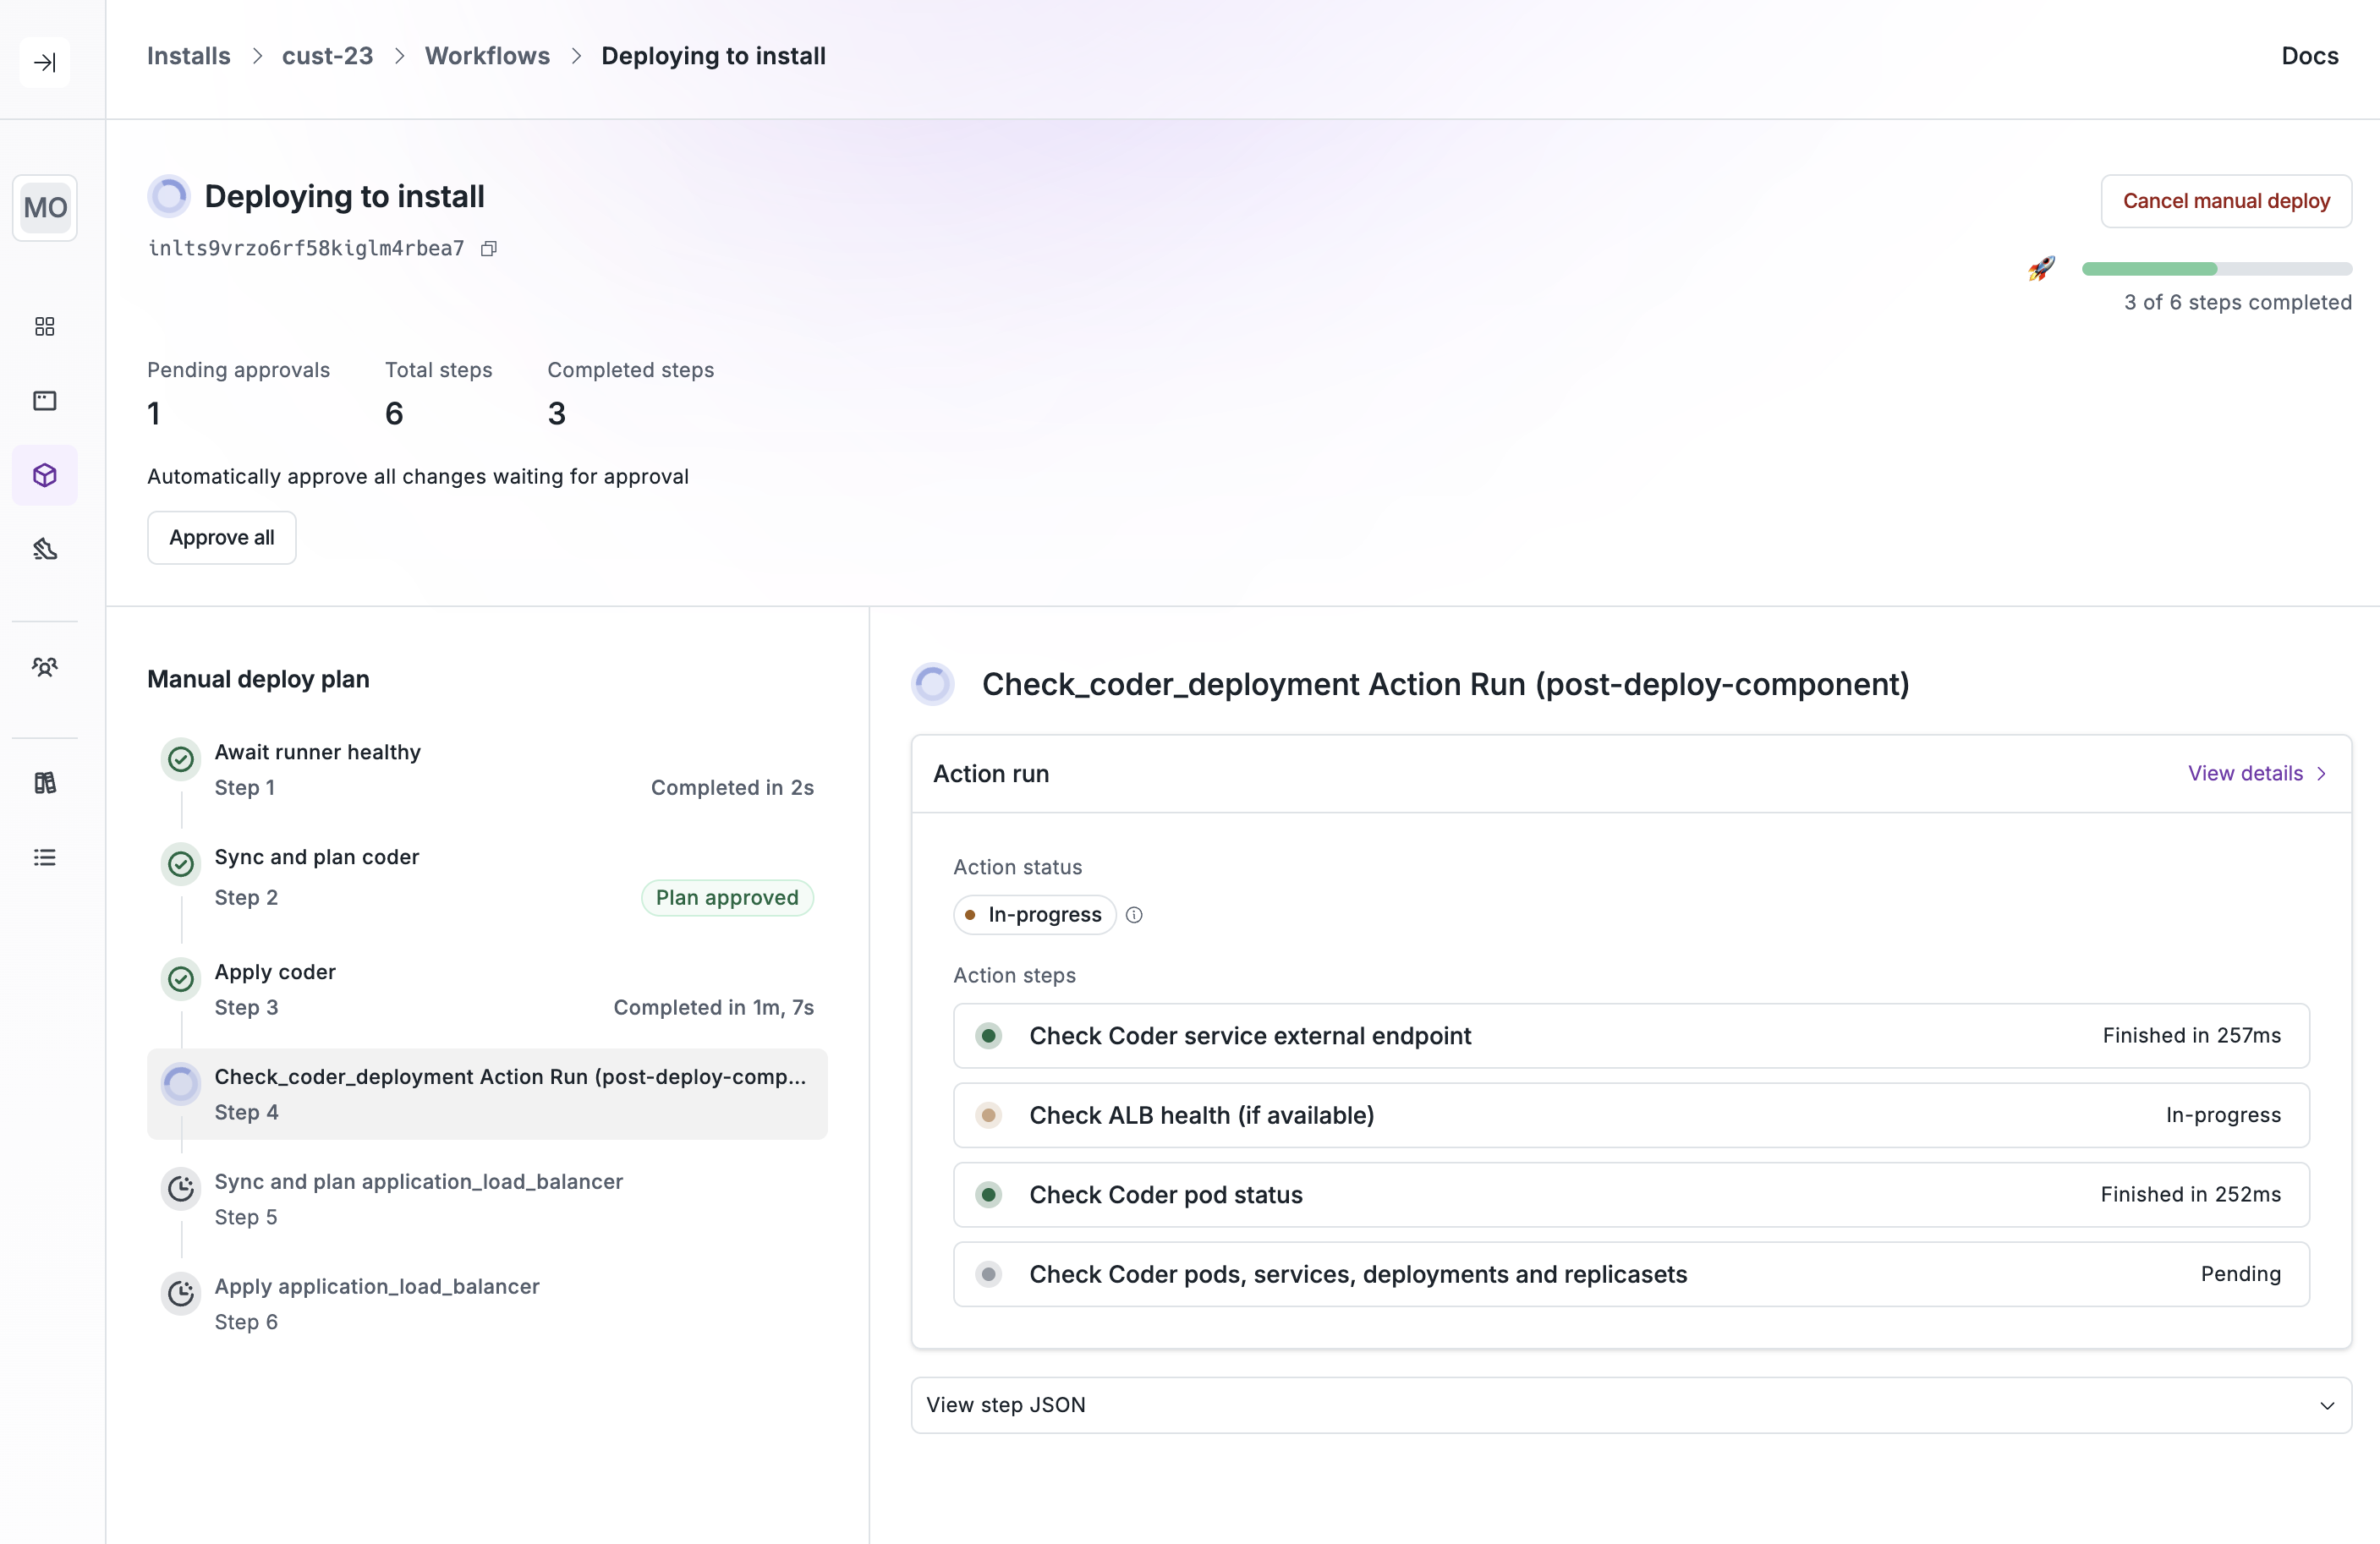 Installs > cust-23 > Workflows > Deploying to install
Docs
MO
Deploying to install
Cancel manual deploy
inlts9vrzo6rf58kiglm4rbea7
3 of 6 steps completed
Pending approvals
1
Total steps
6
Completed steps
3
Automatically approve all changes waiting for approval
Approve all
Manual deploy plan
Await runner healthy
Step 1
Completed in 2s
Sync and plan coder
Step 2
Plan approved
Apply coder
Step 3
Completed in 1m, 7s
Check_coder_deployment Action Run (post-deploy-comp...
Step 4
Sync and plan application_load_balancer
Step 5
Apply application_load_balancer
Step 6
Check_coder_deployment Action Run (post-deploy-component)
Action run
View details
Action status
In-progress
Action steps
Check Coder service external endpoint
Finished in 257ms
Check ALB health (if available)
In-progress
Check Coder pod status
Finished in 252ms
Check Coder pods, services, deployments and replicasets
Pending
View step JSON